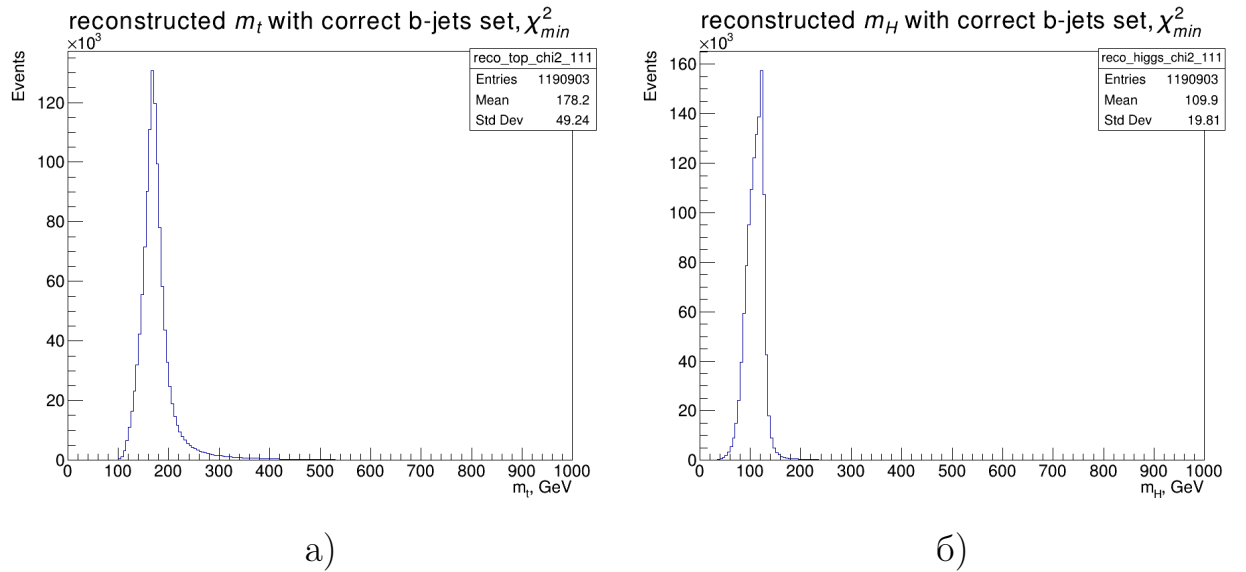 reconstructed m_t with correct b-jets set, χ²_min
×10³
Events
reco_top_chi2_111
Entries 1190903
Mean 178.2
Std Dev 49.24
120
100
80
60
40
20
0
0 100 200 300 400 500 600 700 800 900 1000
m_t, GeV
а)
reconstructed m_H with correct b-jets set, χ²_min
×10³
Events
reco_higgs_chi2_111
Entries 1190903
Mean 109.9
Std Dev 19.81
160
140
120
100
80
60
40
20
0
0 100 200 300 400 500 600 700 800 900 1000
m_H, GeV
б)